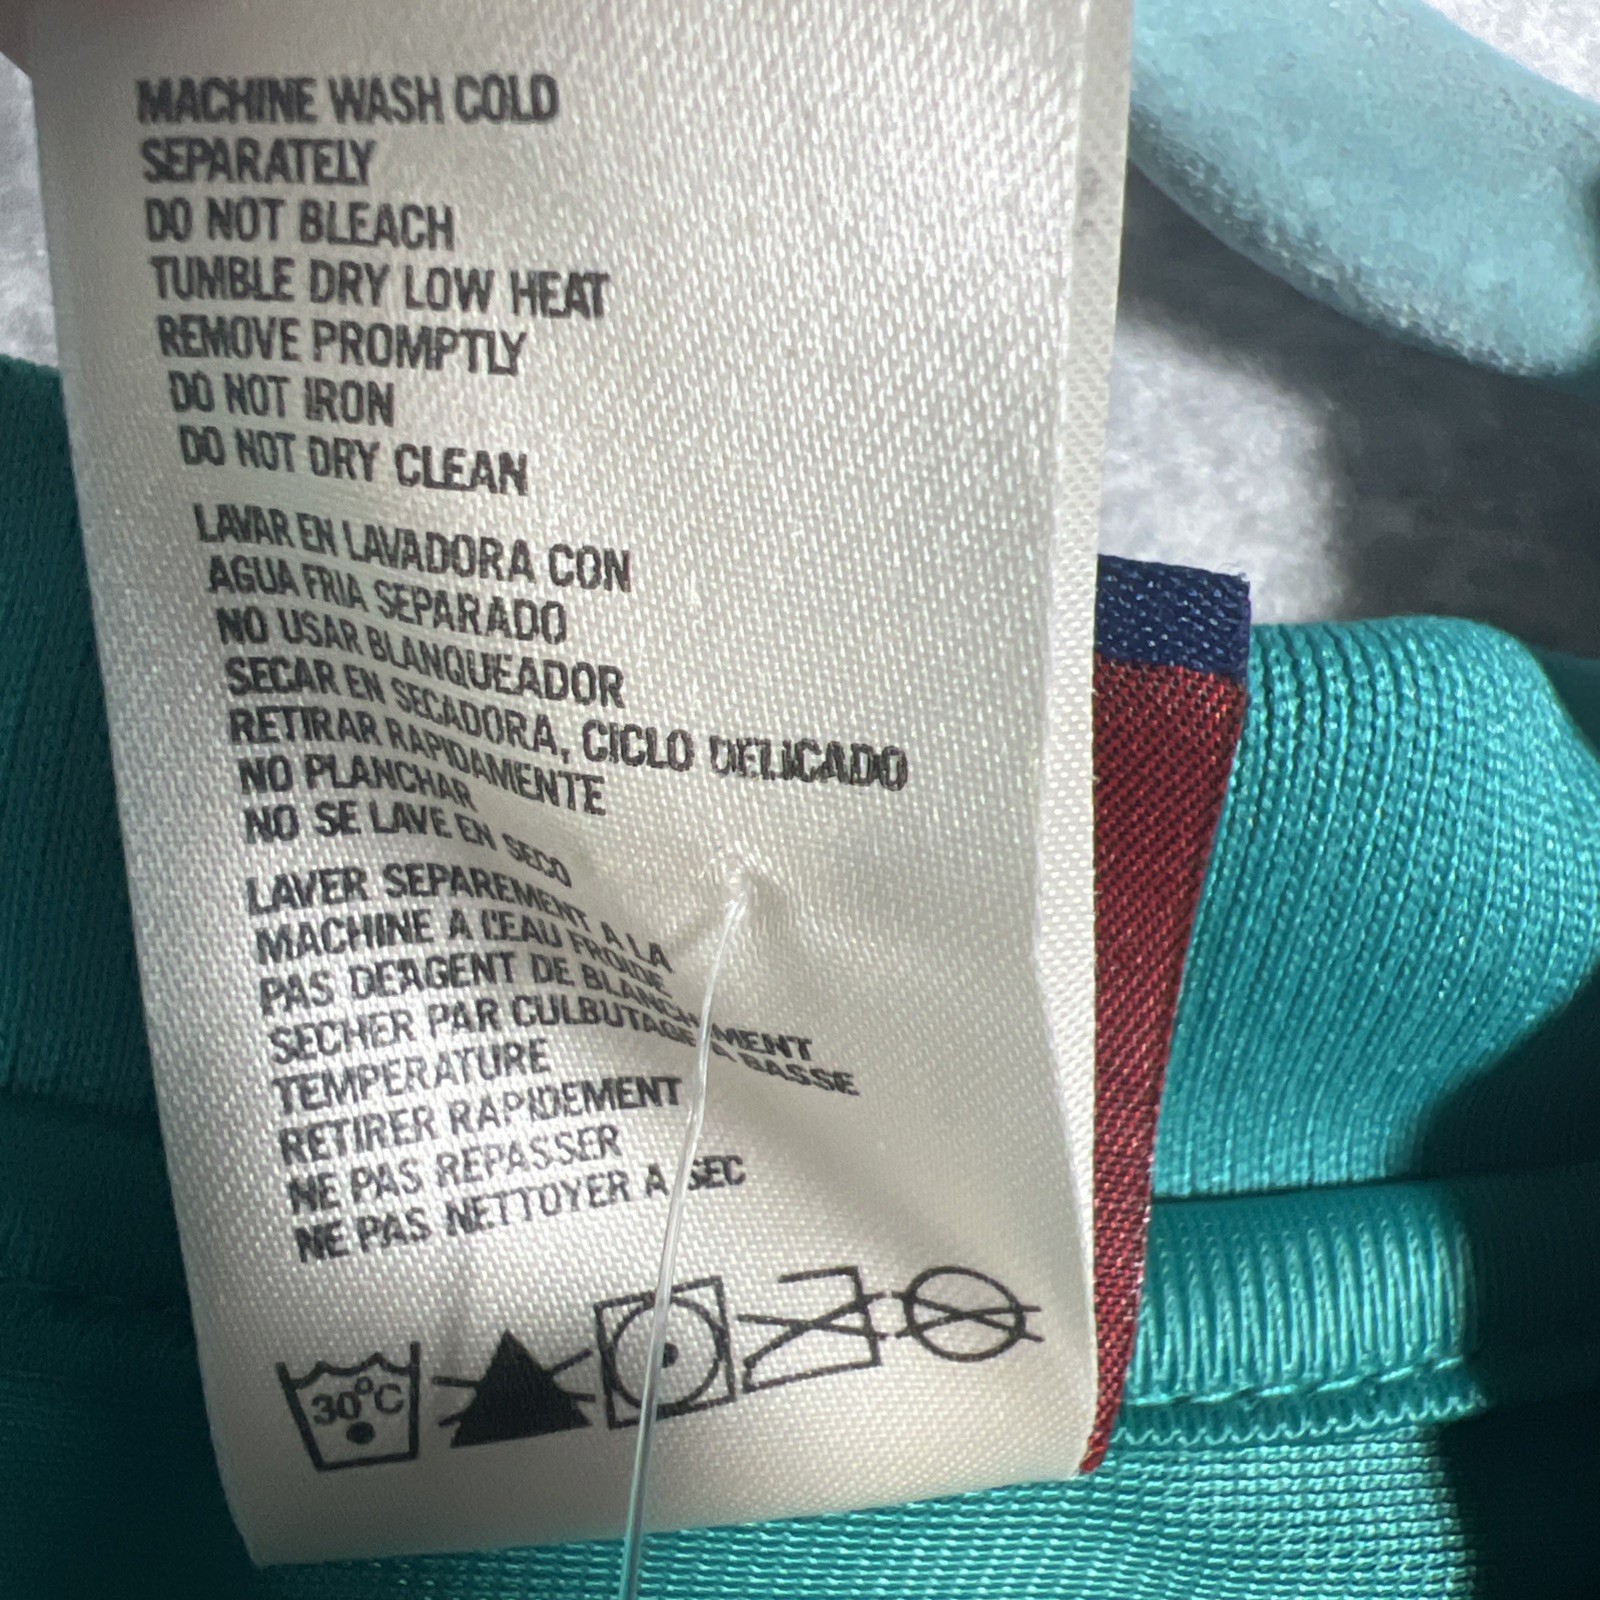 MACHINE WASH COLD
SEPARATELY
DO NOT BLEACH
TUMBLE DRY LOW HEAT
REMOVE PROMPTLY
DO NOT IRON
DO NOT DRY CLEAN
LAVAR EN LAVADORA CON
AGUA FRIA SEPARADO
NO USAR BLANQUEADOR
SECAR EN SECADORA, CICLO DELICADO
RETIRAR RAPIDAMENTE
NO PLANCHAR
NO SE LAVE EN SECO
LAVER SEPAREMENT A LA
MACHINE A L'EAU FROIDE
PAS DEAGENT DE BLANCHIMENT
SECHER PAR CULBUTAGE A BASSE
TEMPERATURE
RETIRER RAPIDEMENT
NE PAS REPASSER
NE PAS NETTOYER A SEC
30°C